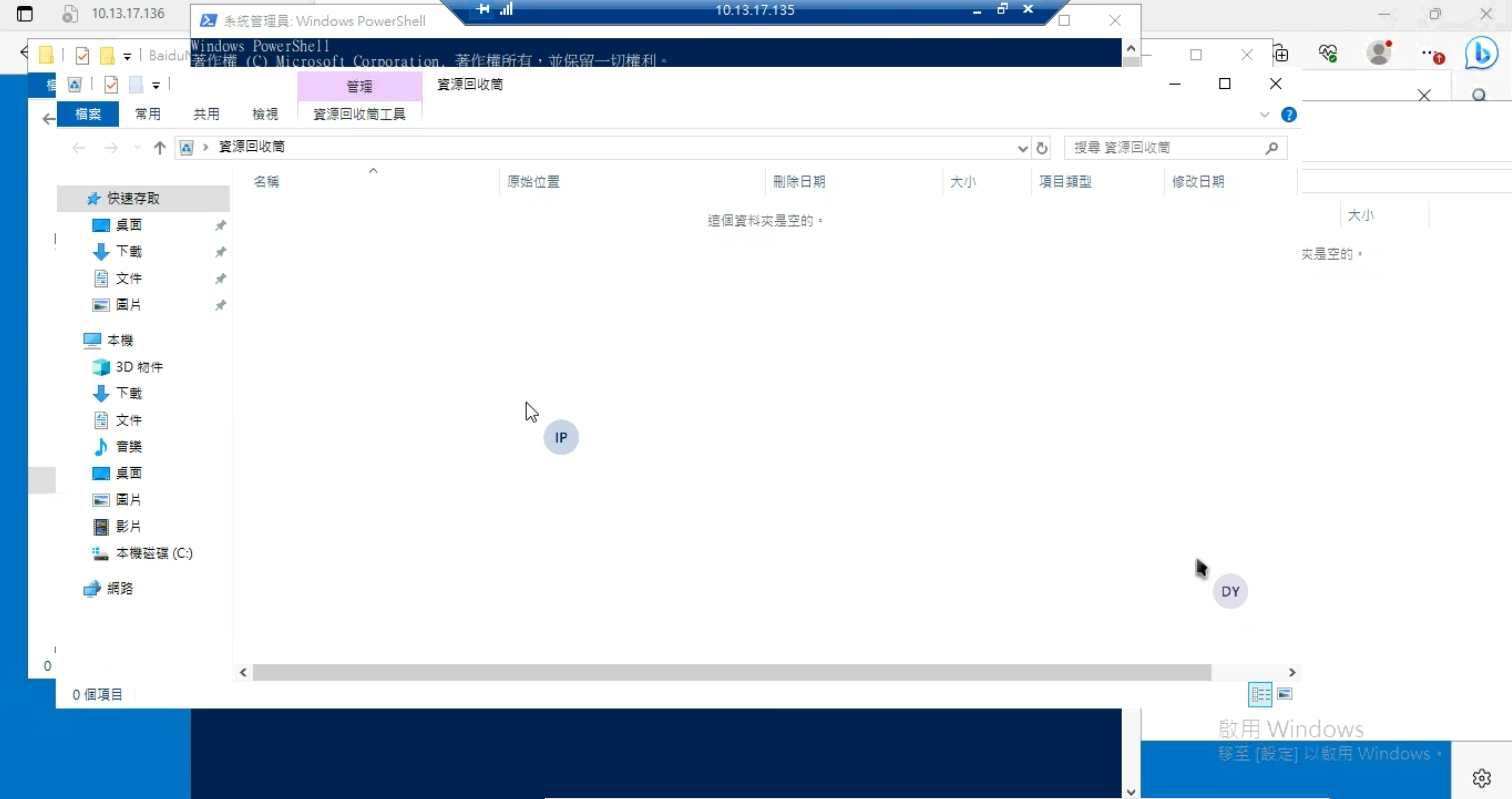 10.13.17.136
系統管理員: Windows PowerShell
10.13.17.135
Windows PowerShell
著作權 (C) Microsoft Corporation. 著作權所有，並保留一切權利。
管理
資源回收筒
檔案
常用
共用
檢視
資源回收筒工具
資源回收筒
搜尋 資源回收筒
名稱
原始位置
刪除日期
大小
項目類型
修改日期
這個資料夾是空的。
快速存取
桌面
下載
文件
圖片
本機
3D 物件
下載
文件
音樂
桌面
圖片
影片
本機磁碟 (C:)
網路
IP
DY
大小
夾是空的。
0
0 個項目
啟用 Windows
移至 [設定] 以啟用 Windows。